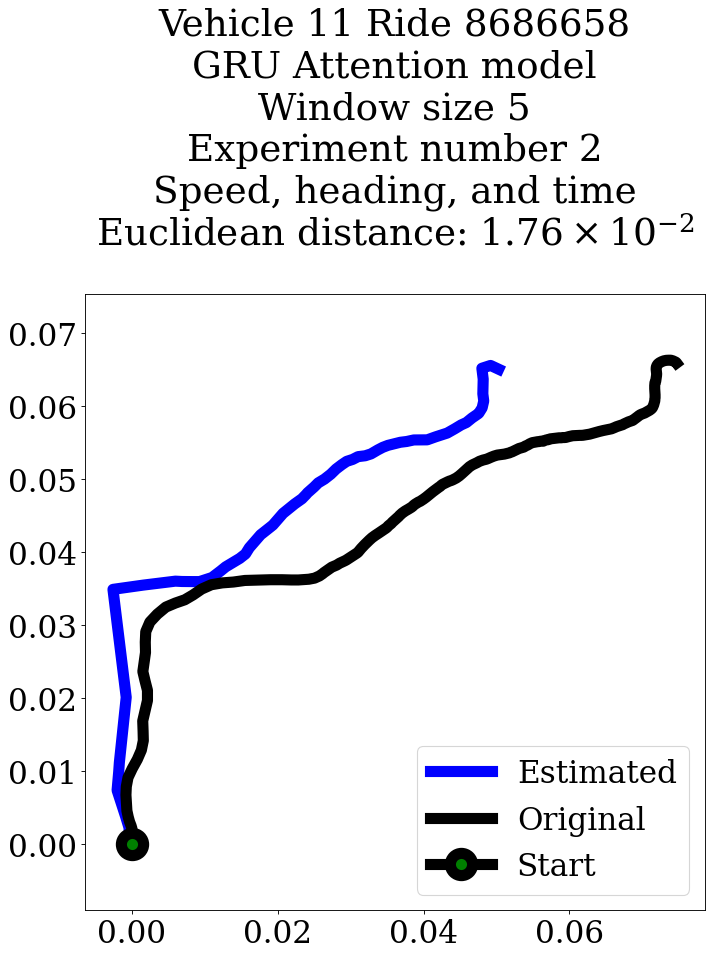 Vehicle 11 Ride 8686658
GRU Attention model
Window size 5
Experiment number 2
Speed, heading, and time
Euclidean distance: 1.76 × 10⁻²
0.07
0.06
0.05
0.04
0.03
0.02
0.01
0.00
Estimated
Original
Start
0.00 0.02 0.04 0.06